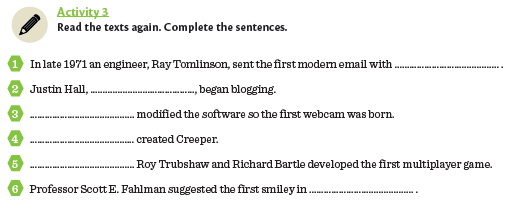 Activity 3
Read the texts again. Complete the sentences.
1 In late 1971 an engineer, Ray Tomlinson, sent the first modern email with ........................................ .
2 Justin Hall, ........................................, began blogging.
3 ........................................ modified the software so the first webcam was born.
4 ........................................ created Creeper.
5 ........................................ Roy Trubshaw and Richard Bartle developed the first multiplayer game.
6 Professor Scott E. Fahlman suggested the first smiley in ........................................ .